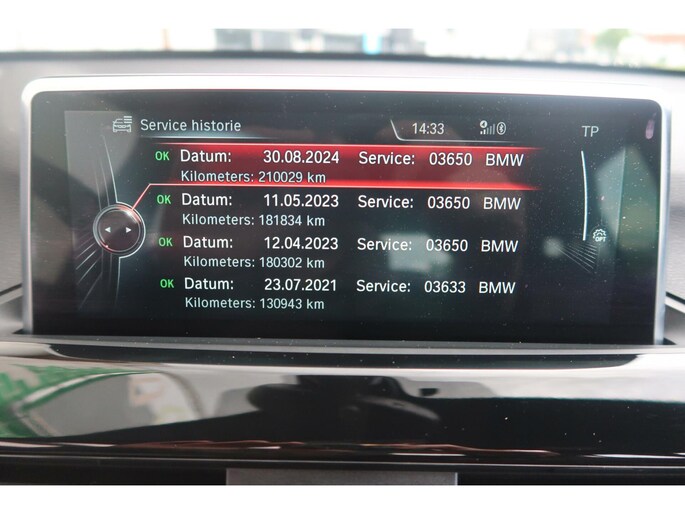 Service historie 14:33 TP
OK Datum: 30.08.2024 Service: 03650 BMW
Kilometers: 210029 km
OK Datum: 11.05.2023 Service: 03650 BMW
Kilometers: 181834 km
OK Datum: 12.04.2023 Service: 03650 BMW
Kilometers: 180302 km
OPT
OK Datum: 23.07.2021 Service: 03633 BMW
Kilometers: 130943 km